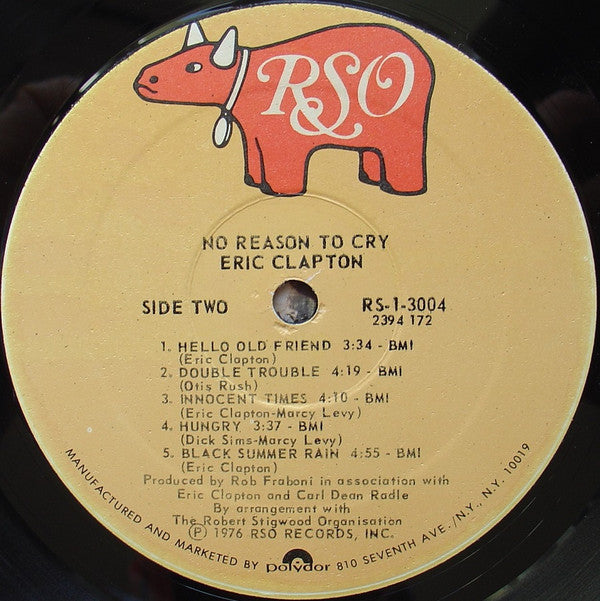 RSO
NO REASON TO CRY
ERIC CLAPTON
SIDE TWO
RS-1-3004
2394 172
1. HELLO OLD FRIEND 3:34 - BMI
(Eric Clapton)
2. DOUBLE TROUBLE 4:19 - BMI
(Otis Rush)
3. INNOCENT TIMES 4:10 - BMI
(Eric Clapton-Marcy Levy)
4. HUNGRY 3:37 - BMI
(Dick Sims-Marcy Levy)
5. BLACK SUMMER RAIN 4:55 - BMI
(Eric Clapton)
Produced by Rob Fraboni in association with
Eric Clapton and Carl Dean Radle
By arrangement with
The Robert Stigwood Organisation
Ⓟ 1976 RSO RECORDS, INC.
MANUFACTURED AND MARKETED BY polydor 810 SEVENTH AVE./N.Y., N.Y. 10019